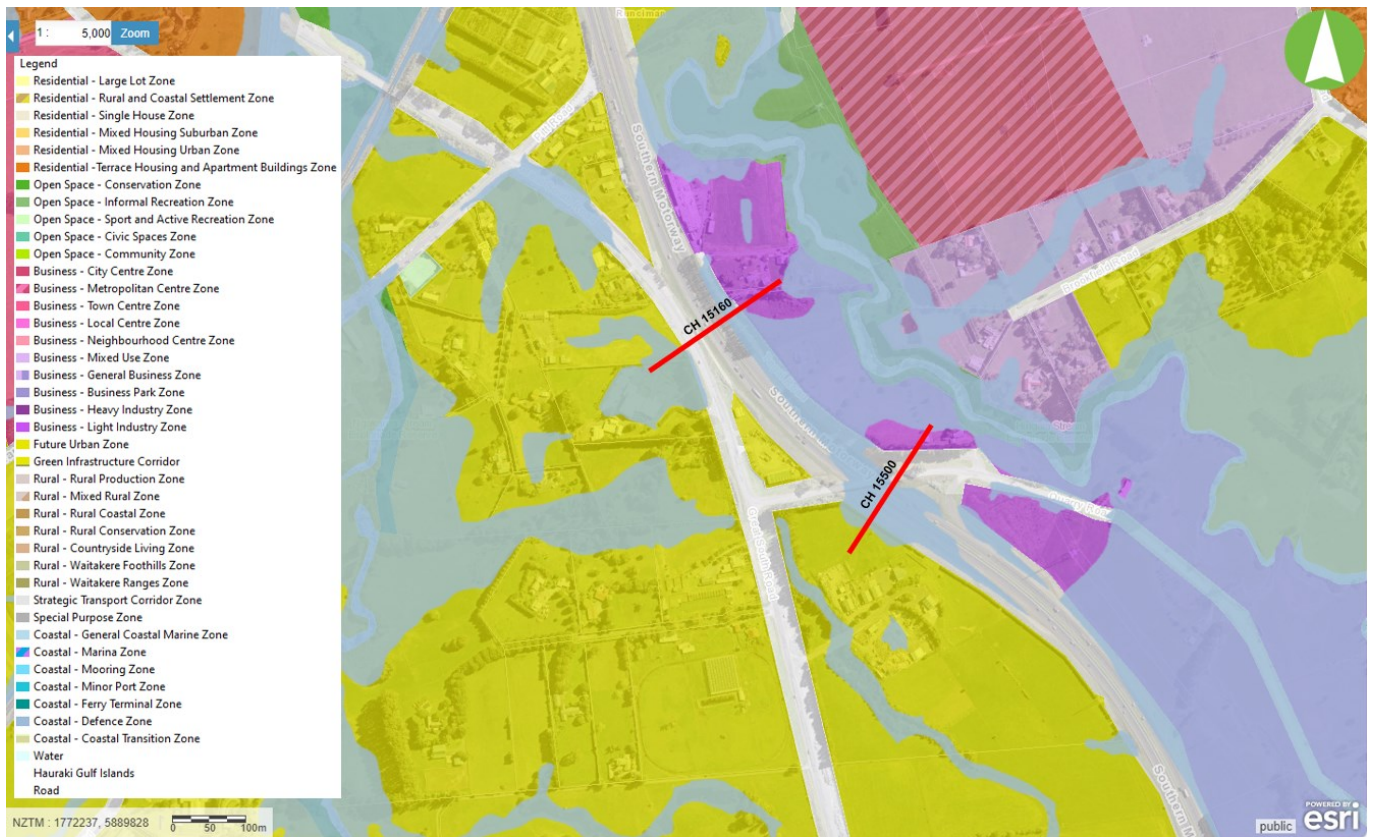 Runciman
1 : 5,000 Zoom
Legend
Residential - Large Lot Zone
Residential - Rural and Coastal Settlement Zone
Residential - Single House Zone
Residential - Mixed Housing Suburban Zone
Residential - Mixed Housing Urban Zone
Residential -Terrace Housing and Apartment Buildings Zone
Open Space - Conservation Zone
Open Space - Informal Recreation Zone
Open Space - Sport and Active Recreation Zone
Open Space - Civic Spaces Zone
Open Space - Community Zone
Business - City Centre Zone
Business - Metropolitan Centre Zone
Business - Town Centre Zone
Business - Local Centre Zone
Business - Neighbourhood Centre Zone
Business - Mixed Use Zone
Business - General Business Zone
Business - Business Park Zone
Business - Heavy Industry Zone
Business - Light Industry Zone
Future Urban Zone
Green Infrastructure Corridor
Rural - Rural Production Zone
Rural - Mixed Rural Zone
Rural - Rural Coastal Zone
Rural - Rural Conservation Zone
Rural - Countryside Living Zone
Rural - Waitakere Foothills Zone
Rural - Waitakere Ranges Zone
Strategic Transport Corridor Zone
Special Purpose Zone
Coastal - General Coastal Marine Zone
Coastal - Marina Zone
Coastal - Mooring Zone
Coastal - Minor Port Zone
Coastal - Ferry Terminal Zone
Coastal - Defence Zone
Coastal - Coastal Transition Zone
Water
Hauraki Gulf Islands
Road
NZTM : 1772237, 5889828
0 50 100m
Southern Motorway
Brookfield Road
CH 15160
CH 15500
Quarry Road
Great South Road
Southern M
public
POWERED BY
esri